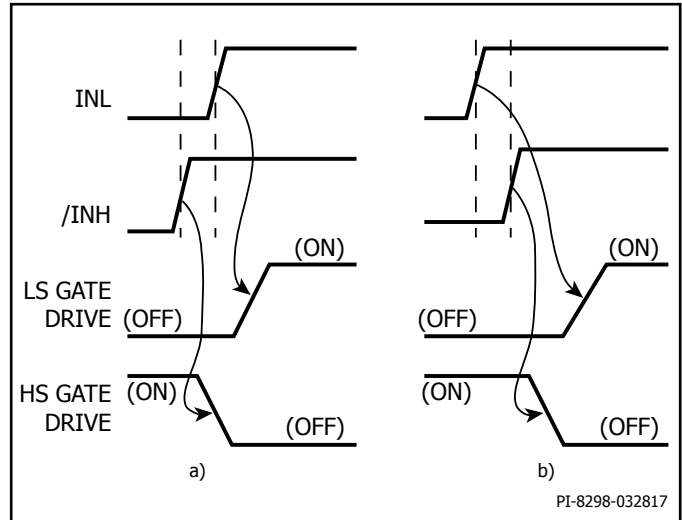 INL
/INH
(ON) (ON)
LS GATE
DRIVE (OFF) (OFF)
HS GATE (ON) (ON)
DRIVE (OFF) (OFF)
a) b)
PI-8298-032817